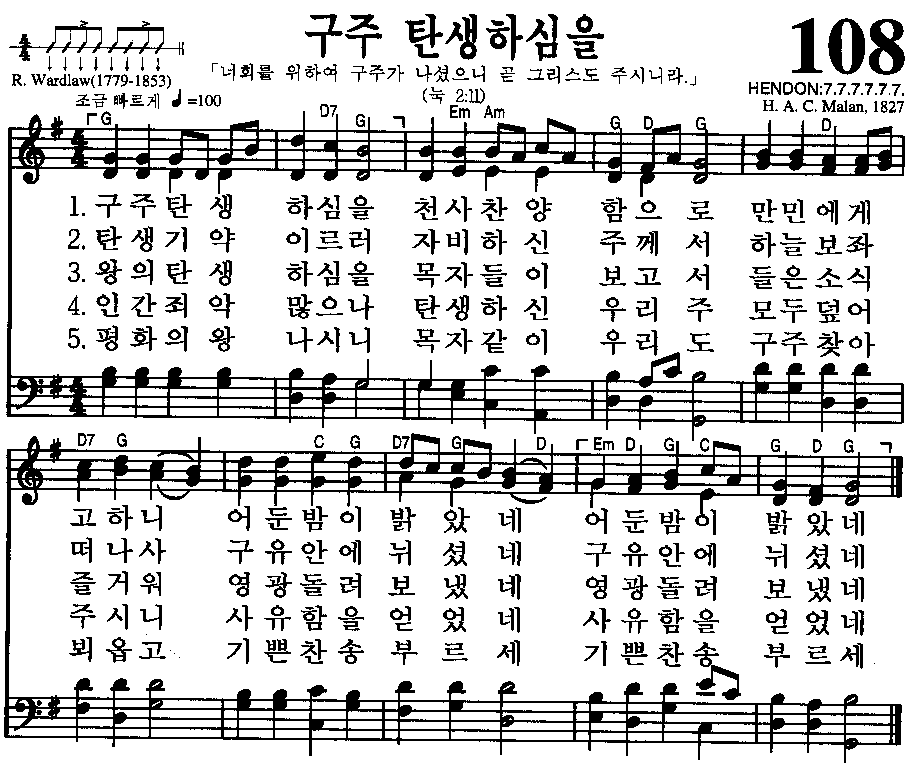 구주 탄생하심을
108
R. Wardlaw(1779-1853)
「너희를 위하여 구주가 나셨으니 곧 그리스도 주시니라.」
(눅 2:11)
HENDON:7.7.7.7.7.7.
조금 빠르게 ♩=100
H. A. C. Malan, 1827
G D7 G Em Am G D G D
1. 구 주 탄 생 하 심 을 천 사 찬 양 함 으 로 만 민 에 게
2. 탄 생 기 약 이 르 러 자 비 하 신 주 께 서 하 늘 보 좌
3. 왕 의 탄 생 하 심 을 목 자 들 이 보 고 서 들 은 소 식
4. 인 간 죄 악 많 으 나 탄 생 하 신 우 리 주 모 두 덮 어
5. 평 화 의 왕 나 시 니 목 자 같 이 우 리 도 구 주 찾 아
D7 G C G D7 G D Em D G C G D G
고 하 니 어 둔 밤 이 밝 았 네 어 둔 밤 이 밝 았 네
떠 나 사 구 유 안 에 뉘 셨 네 구 유 안 에 뉘 셨 네
즐 거 워 영 광 돌 려 보 냈 네 영 광 돌 려 보 냈 네
주 시 니 사 유 함 을 얻 었 네 사 유 함 을 얻 었 네
뵈 옵 고 기 쁜 찬 송 부 르 세 기 쁜 찬 송 부 르 세